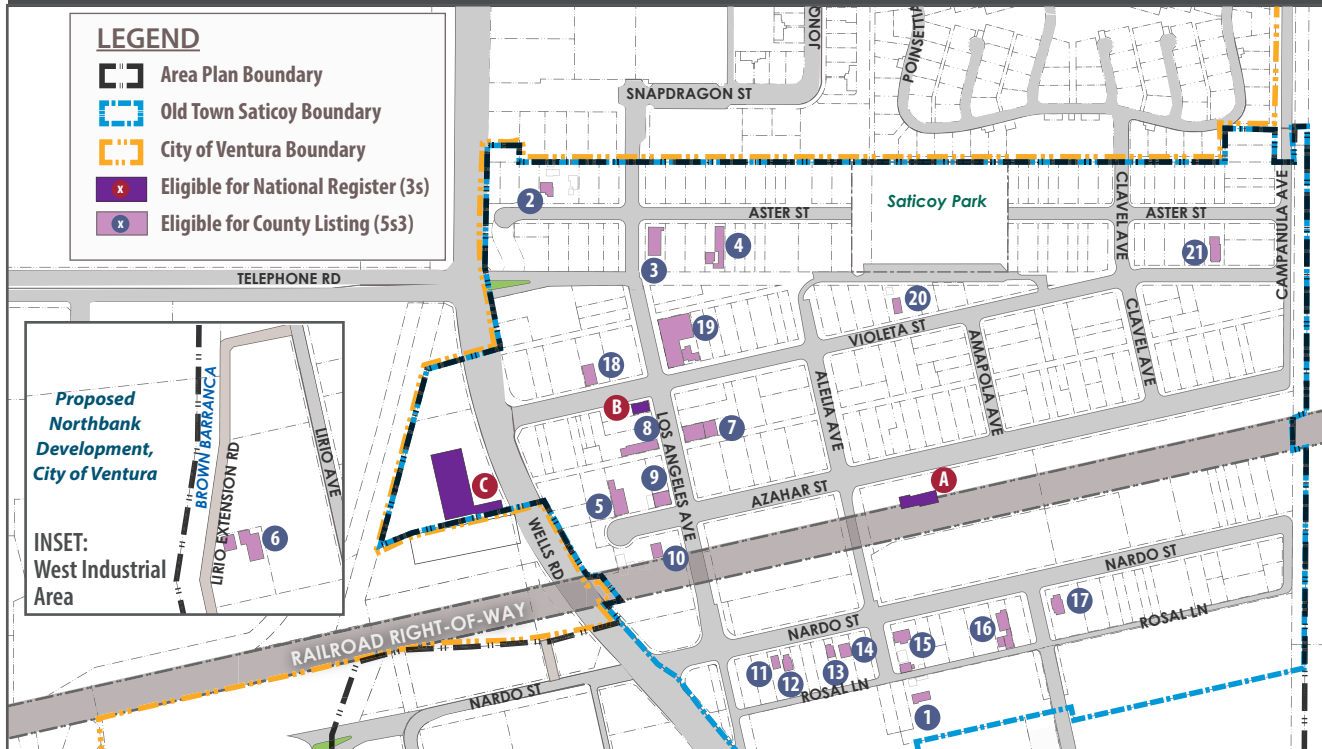 LEGEND
Area Plan Boundary
Old Town Saticoy Boundary
City of Ventura Boundary
x Eligible for National Register (3s)
x Eligible for County Listing (5s3)
SNAPDRAGON ST
JONQ
POINSETTIA
2
ASTER ST
Saticoy Park
CLAVEL AVE
ASTER ST
CAMPANULA AVE
3
4
21
TELEPHONE RD
20
19
VIOLETA ST
CLAVEL AVE
AMAPOLA AVE
18
ALELIA AVE
B
LOS ANGELES AVE
8
7
C
9
5
AZAHAR ST
A
WELLS RD
10
Proposed
Northbank
Development,
City of Ventura
BROWN BARRANCA
LIRIO EXTENSION RD
LIRIO AVE
6
INSET:
West Industrial
Area
NARDO ST
RAILROAD RIGHT-OF-WAY
NARDO ST
17
16
ROSAL LN
15
14
13
12
11
ROSAL LN
NARDO ST
1